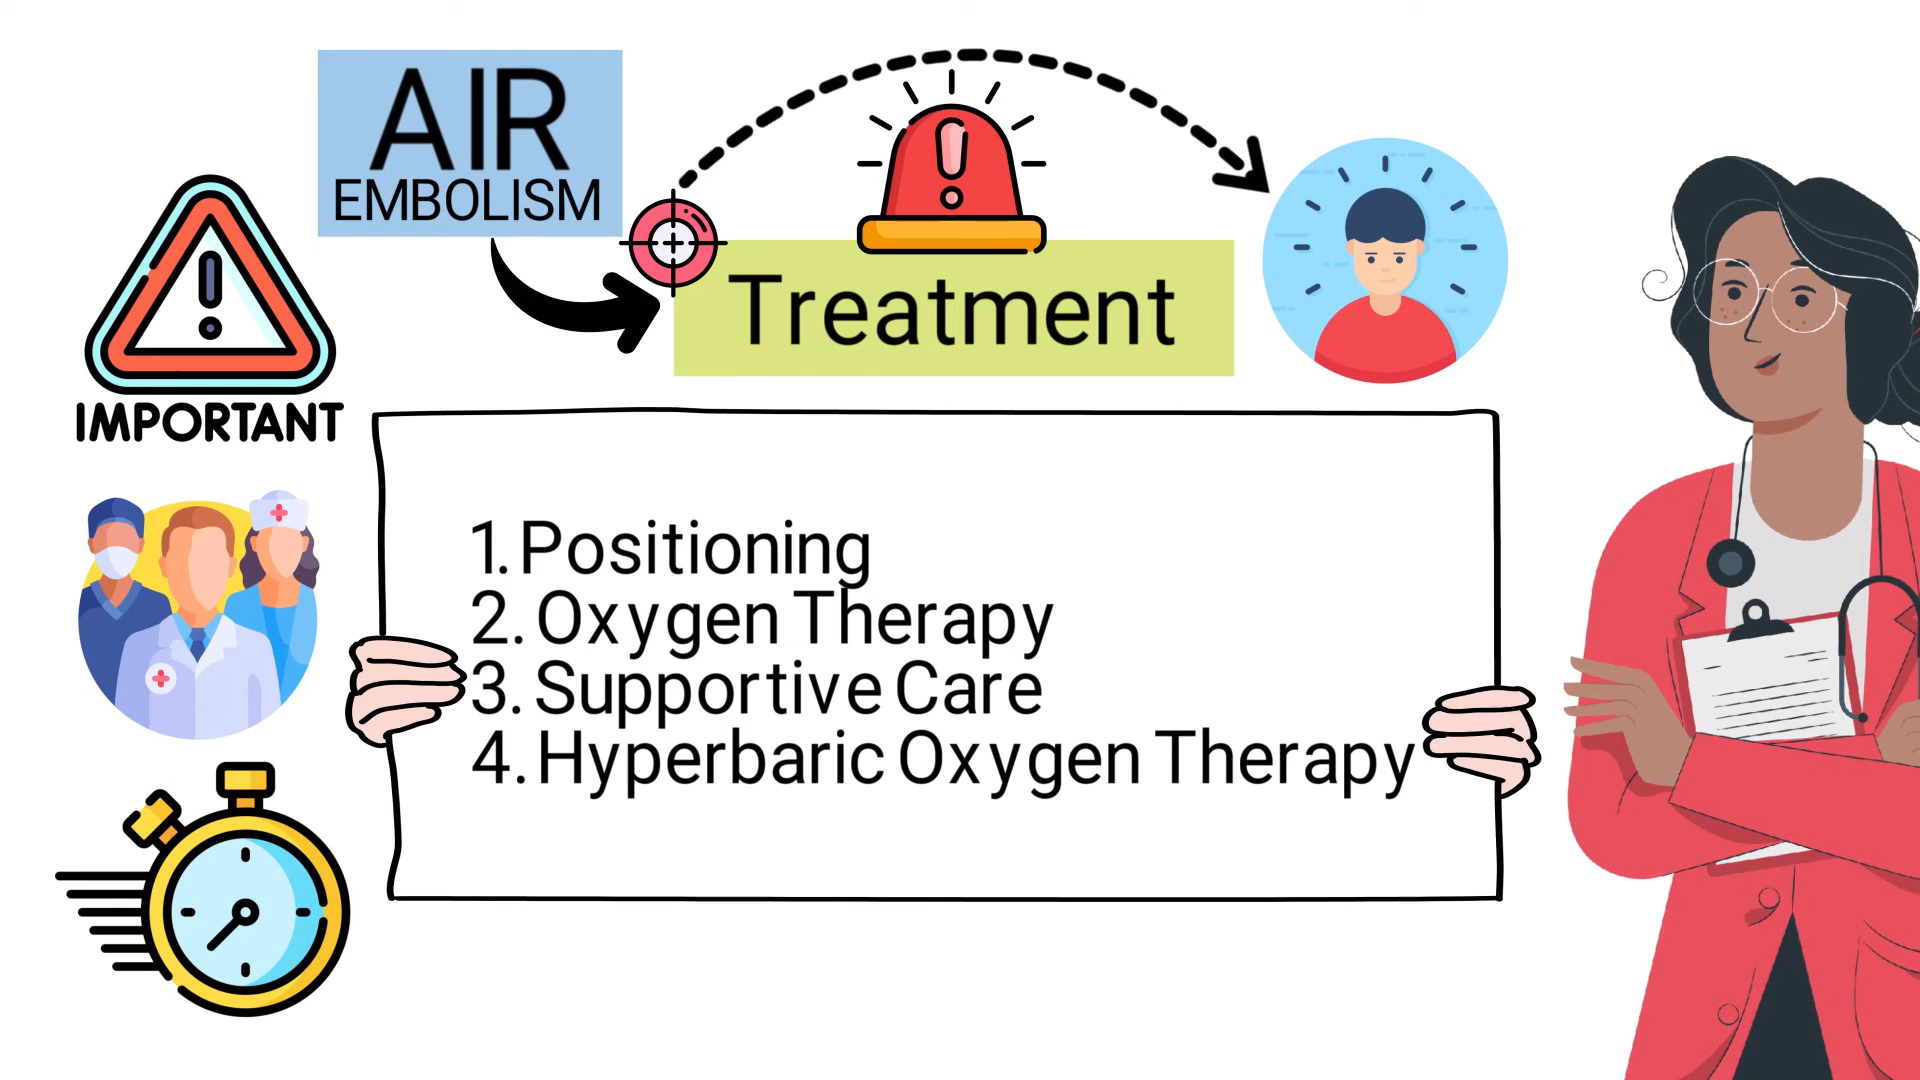 AIR
EMBOLISM
Treatment
IMPORTANT
1. Positioning
2. Oxygen Therapy
3. Supportive Care
4. Hyperbaric Oxygen Therapy